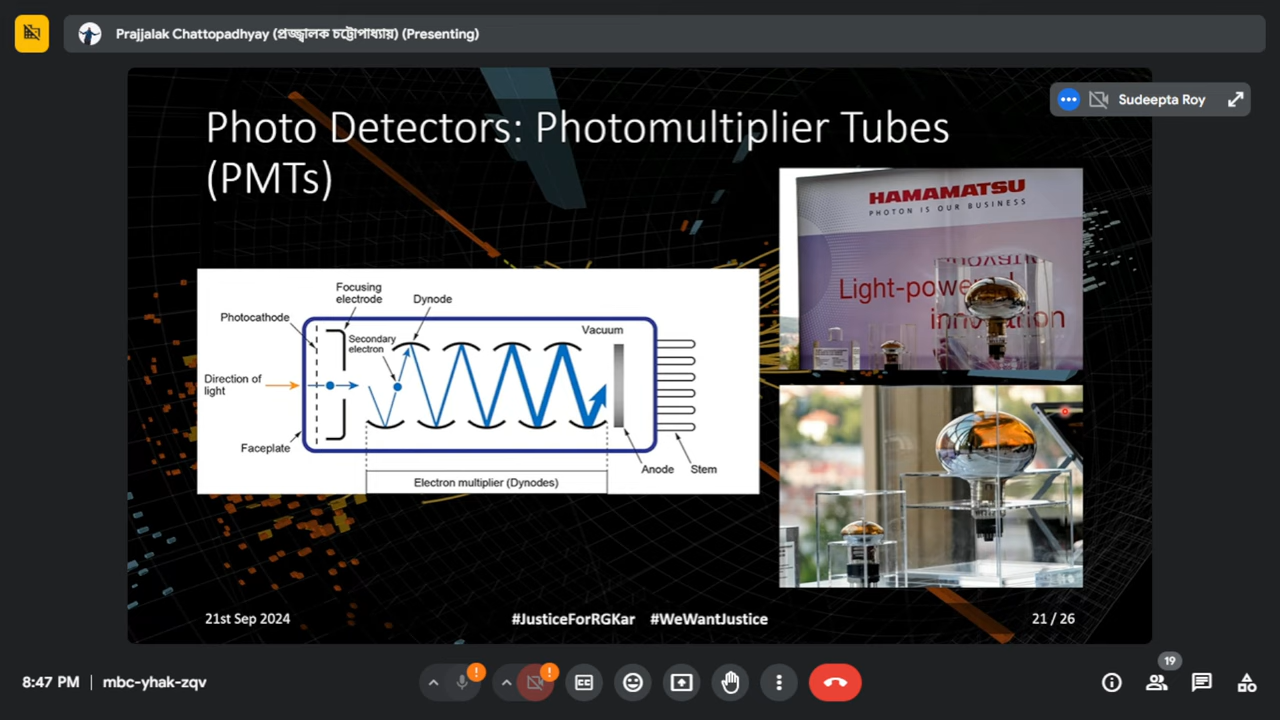 Prajjalak Chattopadhyay (প্রজ্জ্বালক চট্টোপাধ্যায়) (Presenting)
Sudeepta Roy
Photo Detectors: Photomultiplier Tubes
(PMTs)
HAMAMATSU
PHOTON IS OUR BUSINESS
Light-powered
innovation
Focusing
electrode
Dynode
Photocathode
Secondary
electron
Vacuum
Direction of
light
Faceplate
Anode
Stem
Electron multiplier (Dynodes)
21st Sep 2024
#JusticeForRGKar #WeWantJustice
21 / 26
8:47 PM
mbc-yhak-zqv
19